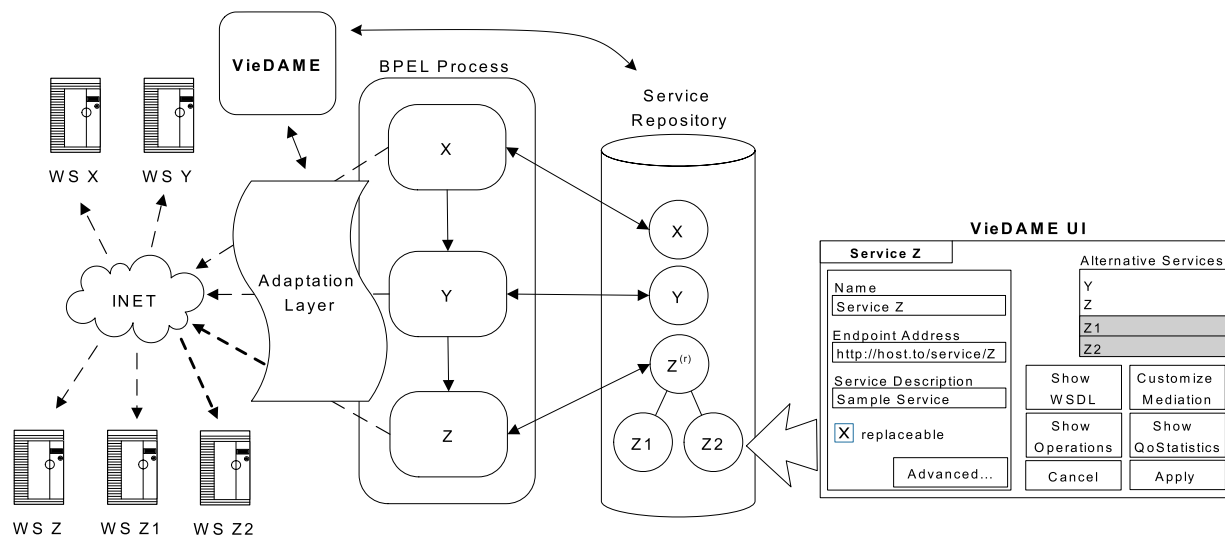 VieDAME
BPEL Process
Service
Repository
WS X
WS Y
X
Y
Z
INET
Adaptation
Layer
X
Y
Z(r)
Z1
Z2
WS Z
WS Z1
WS Z2
VieDAME UI
Service Z
Name
Service Z
Endpoint Address
http://host.to/service/Z
Service Description
Sample Service
X replaceable
Advanced...
Alternative Services
Y
Z
Z1
Z2
Show
WSDL
Customize
Mediation
Show
Operations
Show
QoStatistics
Cancel
Apply